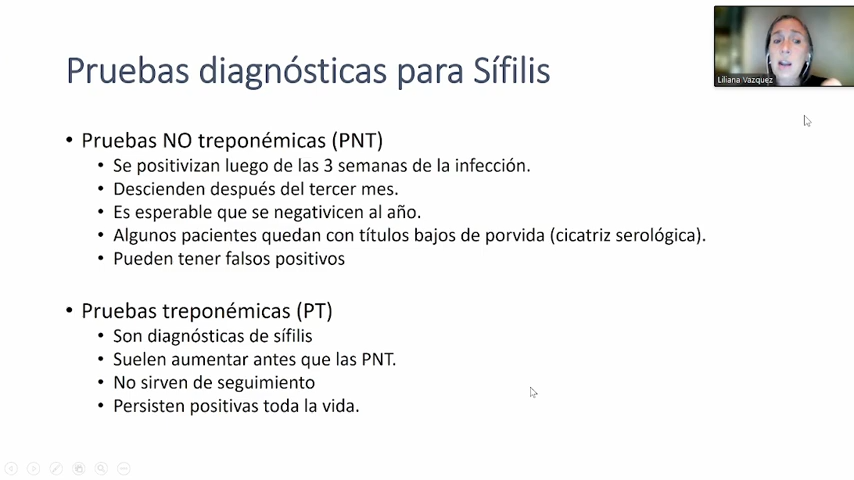 Pruebas diagnósticas para Sífilis
Liliana Vazquez
• Pruebas NO treponémicas (PNT)
• Se positivizan luego de las 3 semanas de la infección.
• Descienden después del tercer mes.
• Es esperable que se negativicen al año.
• Algunos pacientes quedan con títulos bajos de porvida (cicatriz serológica).
• Pueden tener falsos positivos
• Pruebas treponémicas (PT)
• Son diagnósticas de sífilis
• Suelen aumentar antes que las PNT.
• No sirven de seguimiento
• Persisten positivas toda la vida.